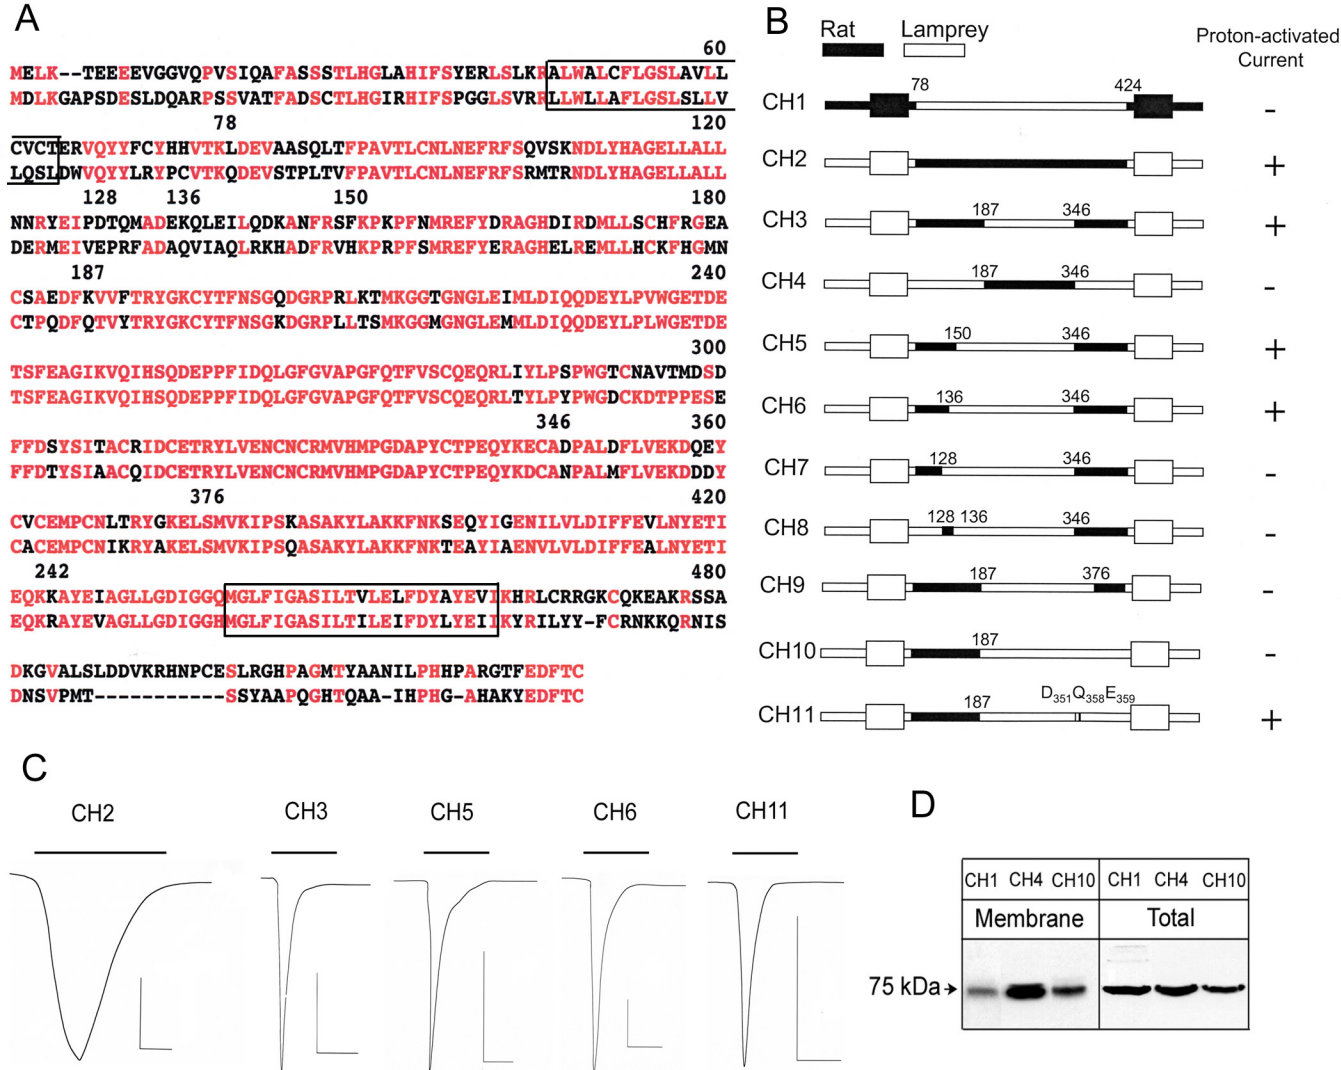 A
60
MELK--TEEEEVGGVQPVSIQAFASSSTLHGLAHIFSYERLSLKRALWALCFLGSLAVLL
MDLKGAPSDESLDQARPSSVATFADSCTLHGIRHIFSPGGLSVRRLLWLLAFLGSLSLLV
78 120
CVCTERVQYYFCYHHVTKLDEVAASQLTFPAVTLCNLNEFRFSQVSKNDLYHAGELLALL
LQSLDWVQYYLRYPCVTKQDEVSTPLTVFPAVTLCNLNEFRFSRMTRNDLYHAGELLALL
128 136 150 180
NNRYEIPDTQMADEKQLEILQDKANFRSFKPKPFNMREFYDRAGHDIRDMLLSCHFRGEA
DERMEIVEPRFADAQVIAQLRKHADFRVHKPRPFSMREFYERAGHELREMLLHCKFHGMN
187 240
CSAEDFKVVFTRYGKCYTFNSGQDGRPRLKTMKGGTGNGLEIMLDIQQDEYLPVWGETDE
CTPQDFQTVYTRYGKCYTFNSGKDGRPLLTSMKGGMGNGLEMMLDIQQDEYLPLWGETDE
300
TSFEAGIKVQIHSQDEPPFIDQLGFGVAPGFQTFVSCQEQRLIYLPSPWGTCNAVTMDSD
TSFEAGIKVQIHSQDEPPFIDQLGFGVAPGFQTFVSCQEQRLTYLPYPWGDCKDTPPESE
346 360
FFDSYSITACRIDCETRYLVENCNCRMVHMPGDAPYCTPEQYKECADPALDFLVEKDQEY
FFDTYSIAACQIDCETRYLVENCNCRMVHMPGDAPYCTPEQYKDCANPALMFLVEKDDDY
376 420
CVCEMPCNLTRYGKELSMVKIPSKASAKYLAKKFNKSEQYIGENILVLDIFFEVLNYETI
CACEMPCNIKRYAKELSMVKIPSQASAKYLAKKFNKTEAYIAENVLVLDIFFEALNYETI
242 480
EQKKAYEIAGLLGDIGGQMGLFIGASILTVLELFDYAYEVIKHRLCRRGKCQKEAKRSSA
EQKRAYEVAGLLGDIGGHMGLFIGASILTILEIFDYLYEIIKYRILYY-FCRNKKQRNIS
DKGVALSLDDVKRHNPCESLRGHPAGMTYAANILPHHPARGTFEDFTC
DNSVPMT-----------SSYAAPQGHTQAA-IHPHG-AHAKYEDFTC
B
Rat Lamprey
Proton-activated
Current
78 424
CH1 -
CH2 +
187 346
CH3 +
187 346
CH4 -
150 346
CH5 +
136 346
CH6 +
128 346
CH7 -
128 136 346
CH8 -
187 376
CH9 -
187
CH10 -
187 D351Q358E359
CH11 +
C
CH2 CH3 CH5 CH6 CH11
D
CH1 CH4 CH10 CH1 CH4 CH10
Membrane Total
75 kDa